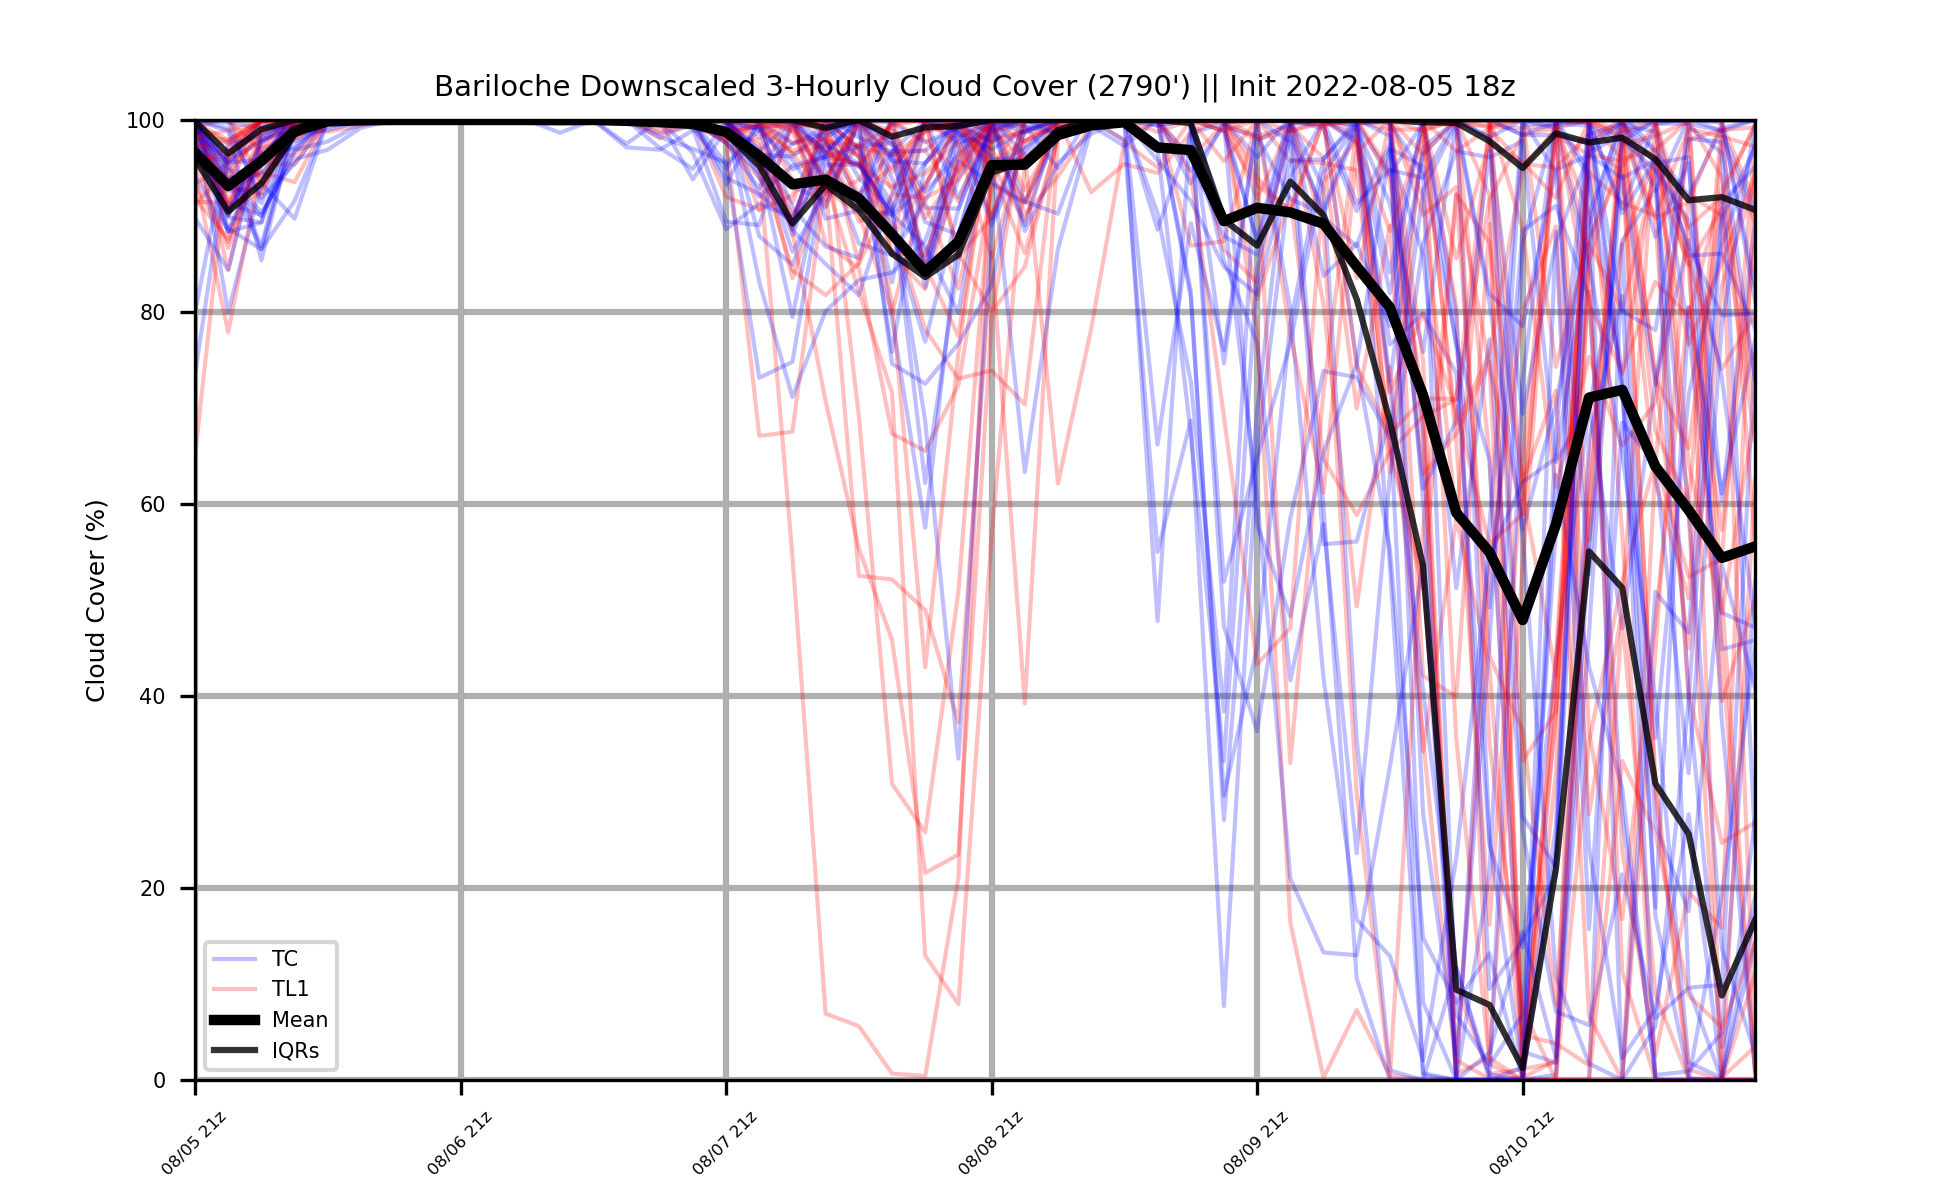 Bariloche Downscaled 3-Hourly Cloud Cover (2790') || Init 2022-08-05 18z
Cloud Cover (%)
100
80
60
40
20
0
TC
TL1
Mean
IQRs
08/05 21z
08/06 21z
08/07 21z
08/08 21z
08/09 21z
08/10 21z